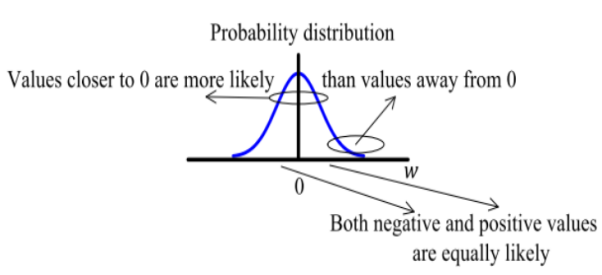 Probability distribution
Values closer to 0 are more likely than values away from 0
w
0
Both negative and positive values
are equally likely